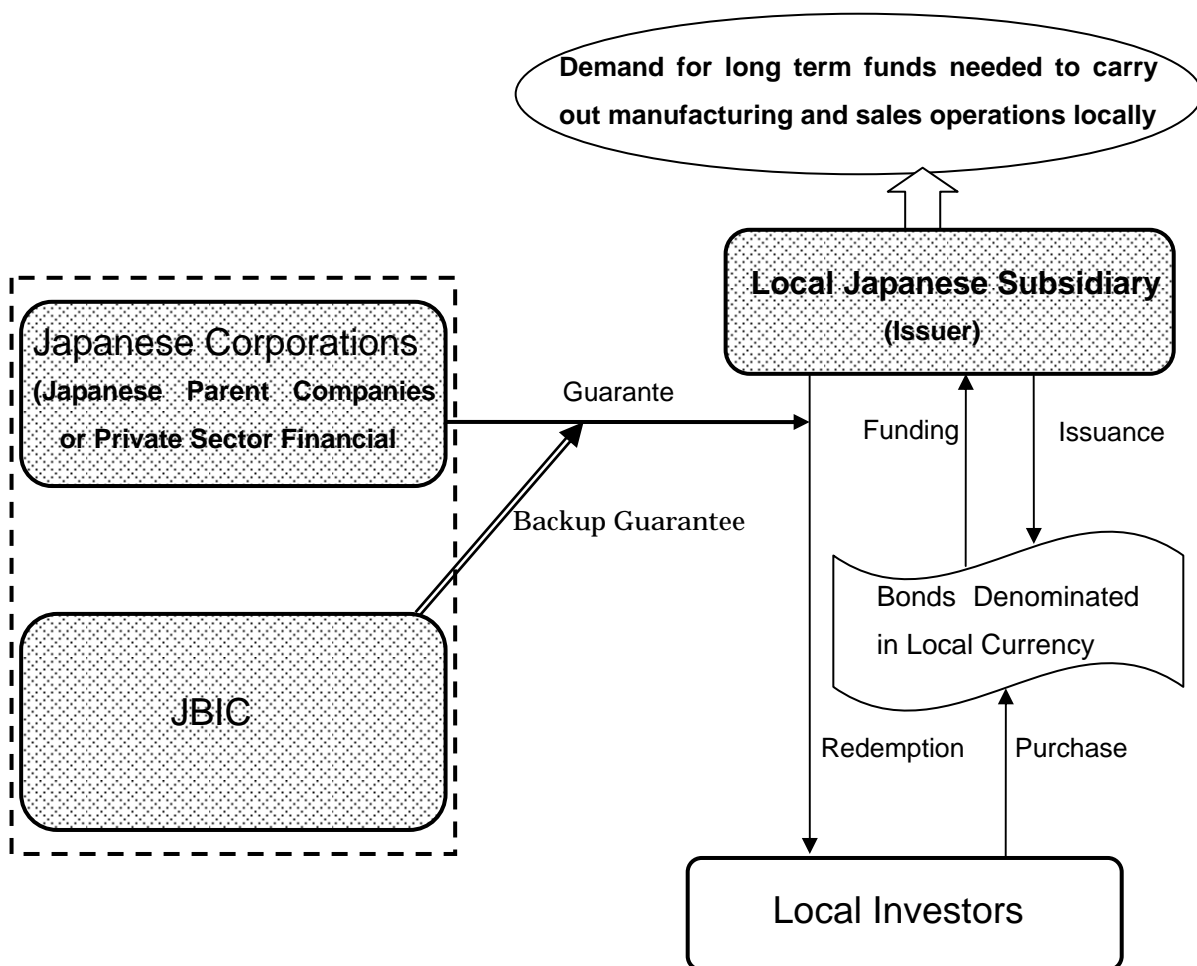 Demand for long term funds needed to carry
out manufacturing and sales operations locally
Local Japanese Subsidiary
(Issuer)
Japanese Corporations
(Japanese Parent Companies
or Private Sector Financial
Guarante
Funding
Issuance
Backup Guarantee
Bonds Denominated
in Local Currency
JBIC
Redemption
Purchase
Local Investors